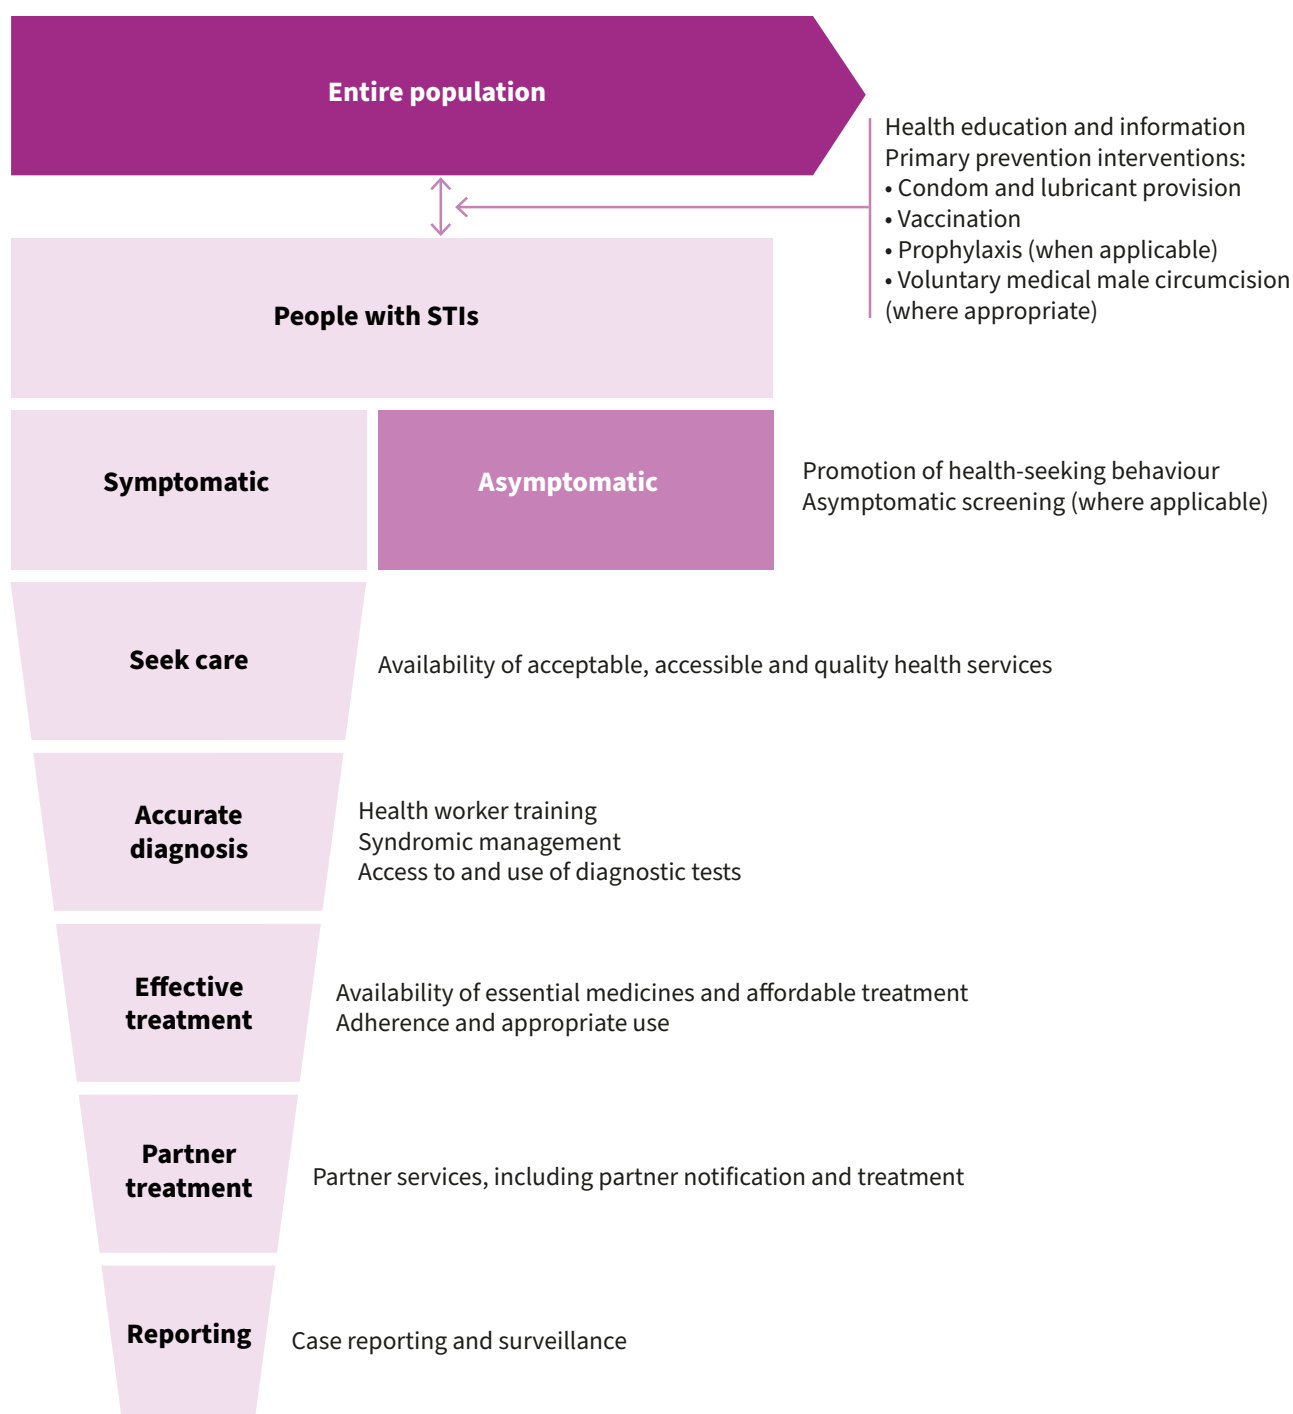 Entire population
Health education and information
Primary prevention interventions:
• Condom and lubricant provision
• Vaccination
• Prophylaxis (when applicable)
• Voluntary medical male circumcision
(where appropriate)
People with STIs
Symptomatic
Asymptomatic
Promotion of health-seeking behaviour
Asymptomatic screening (where applicable)
Seek care
Availability of acceptable, accessible and quality health services
Accurate
diagnosis
Health worker training
Syndromic management
Access to and use of diagnostic tests
Effective
treatment
Availability of essential medicines and affordable treatment
Adherence and appropriate use
Partner
treatment
Partner services, including partner notification and treatment
Reporting
Case reporting and surveillance